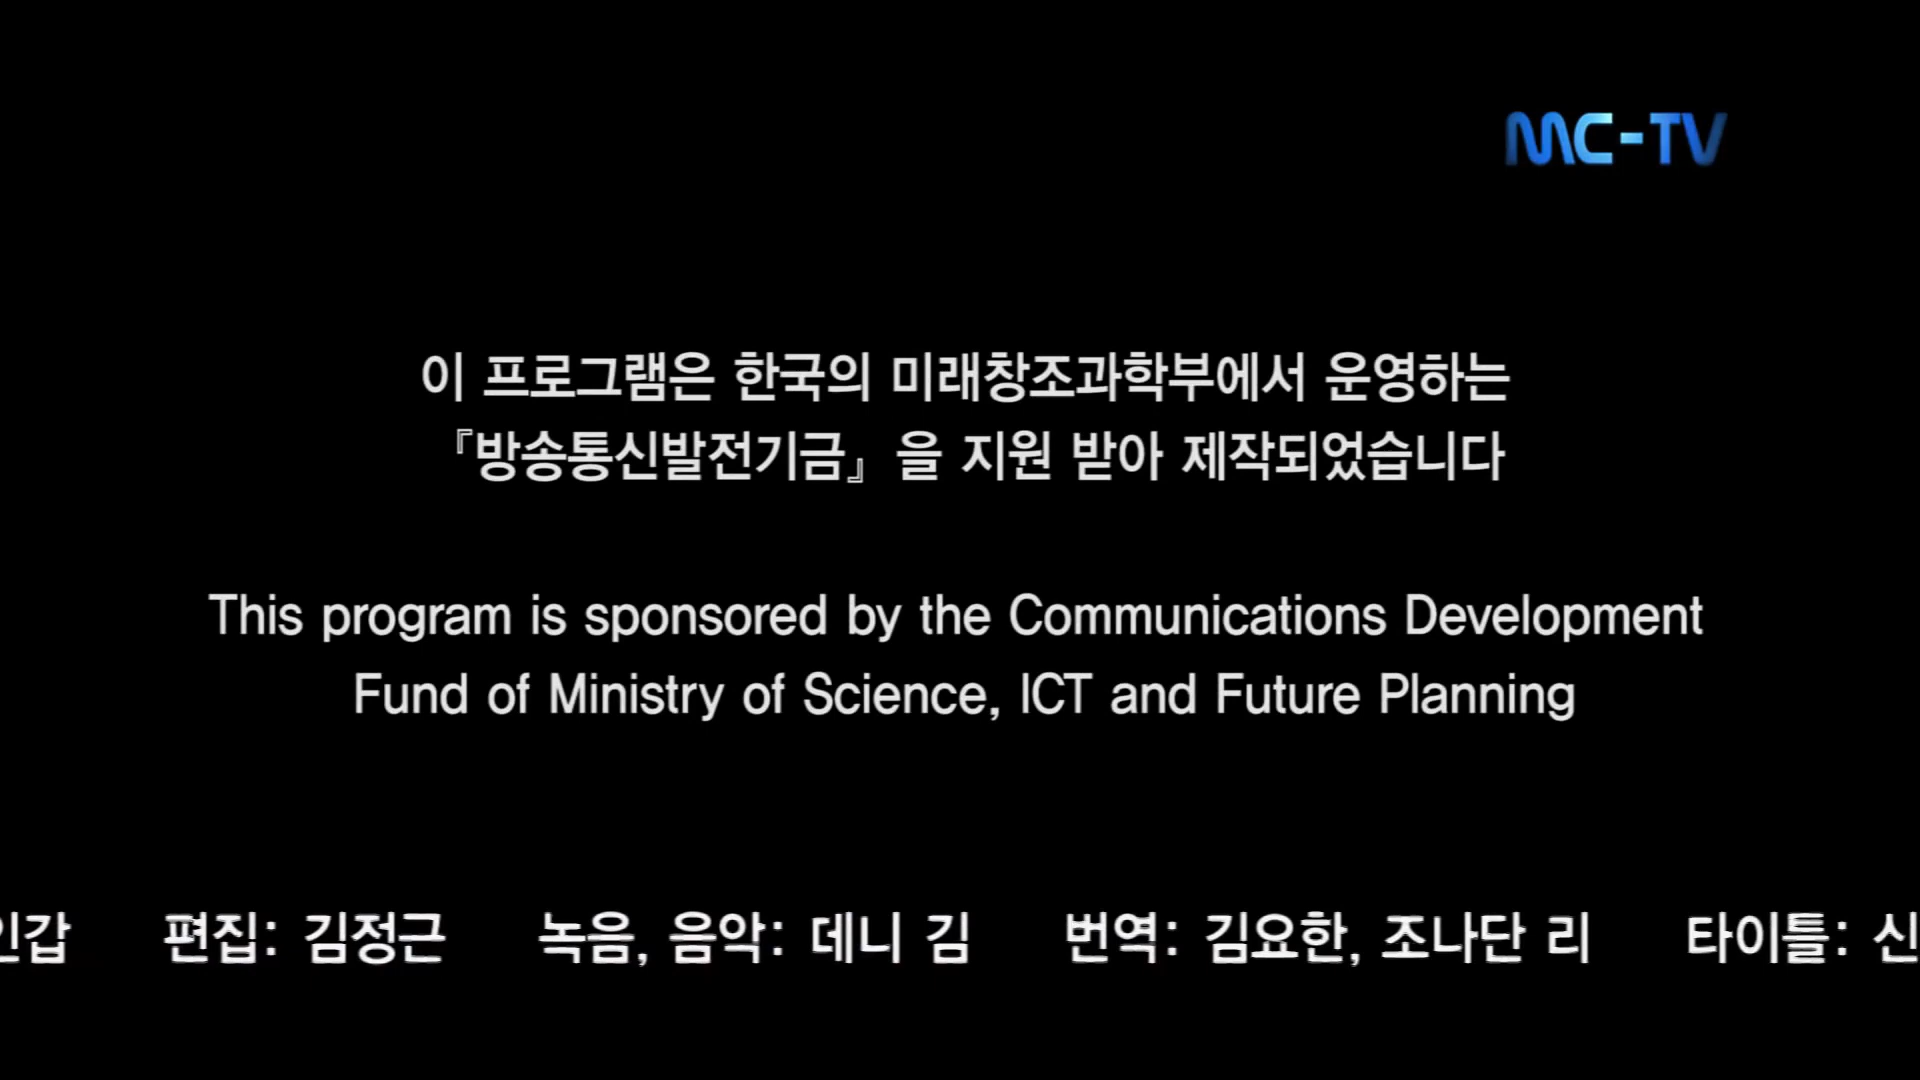 MC-TV
이 프로그램은 한국의 미래창조과학부에서 운영하는
『방송통신발전기금』을 지원 받아 제작되었습니다
This program is sponsored by the Communications Development
Fund of Ministry of Science, ICT and Future Planning
인갑 편집: 김정근 녹음, 음악: 데니 김 번역: 김요한, 조나단 리 타이틀: 신